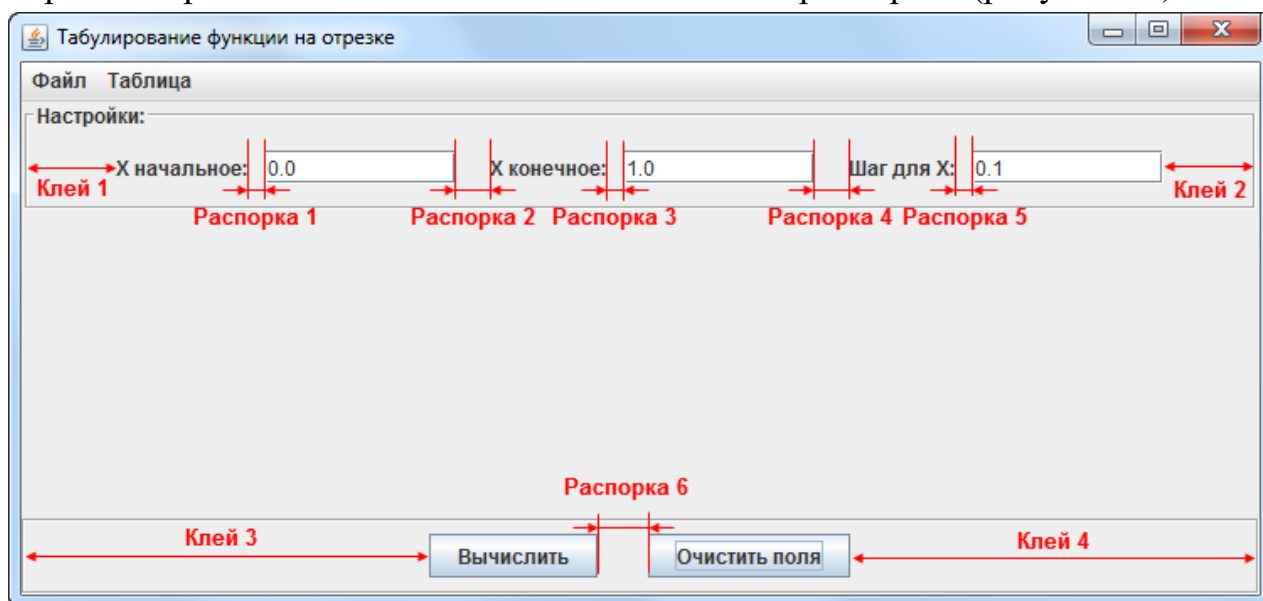 Табулирование функции на отрезке
Файл Таблица
Настройки:
X начальное: 0.0 X конечное: 1.0 Шаг для X: 0.1
Клей 1 Клей 2
Распорка 1 Распорка 2 Распорка 3 Распорка 4 Распорка 5
Распорка 6
Клей 3 Клей 4
Вычислить Очистить поля